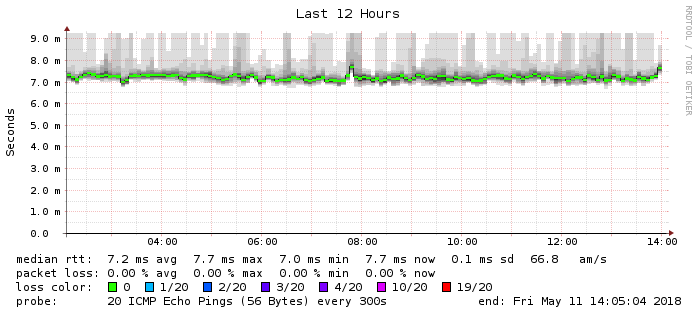 Last 12 Hours
RRDTOOL / TOBI OETIKER
Seconds
9.0 m
8.0 m
7.0 m
6.0 m
5.0 m
4.0 m
3.0 m
2.0 m
1.0 m
0.0
04:00 06:00 08:00 10:00 12:00 14:00
median rtt: 7.2 ms avg 7.7 ms max 7.0 ms min 7.7 ms now 0.1 ms sd 66.8 am/s
packet loss: 0.00 % avg 0.00 % max 0.00 % min 0.00 % now
loss color: 0 1/20 2/20 3/20 4/20 10/20 19/20
probe: 20 ICMP Echo Pings (56 Bytes) every 300s end: Fri May 11 14:05:04 2018